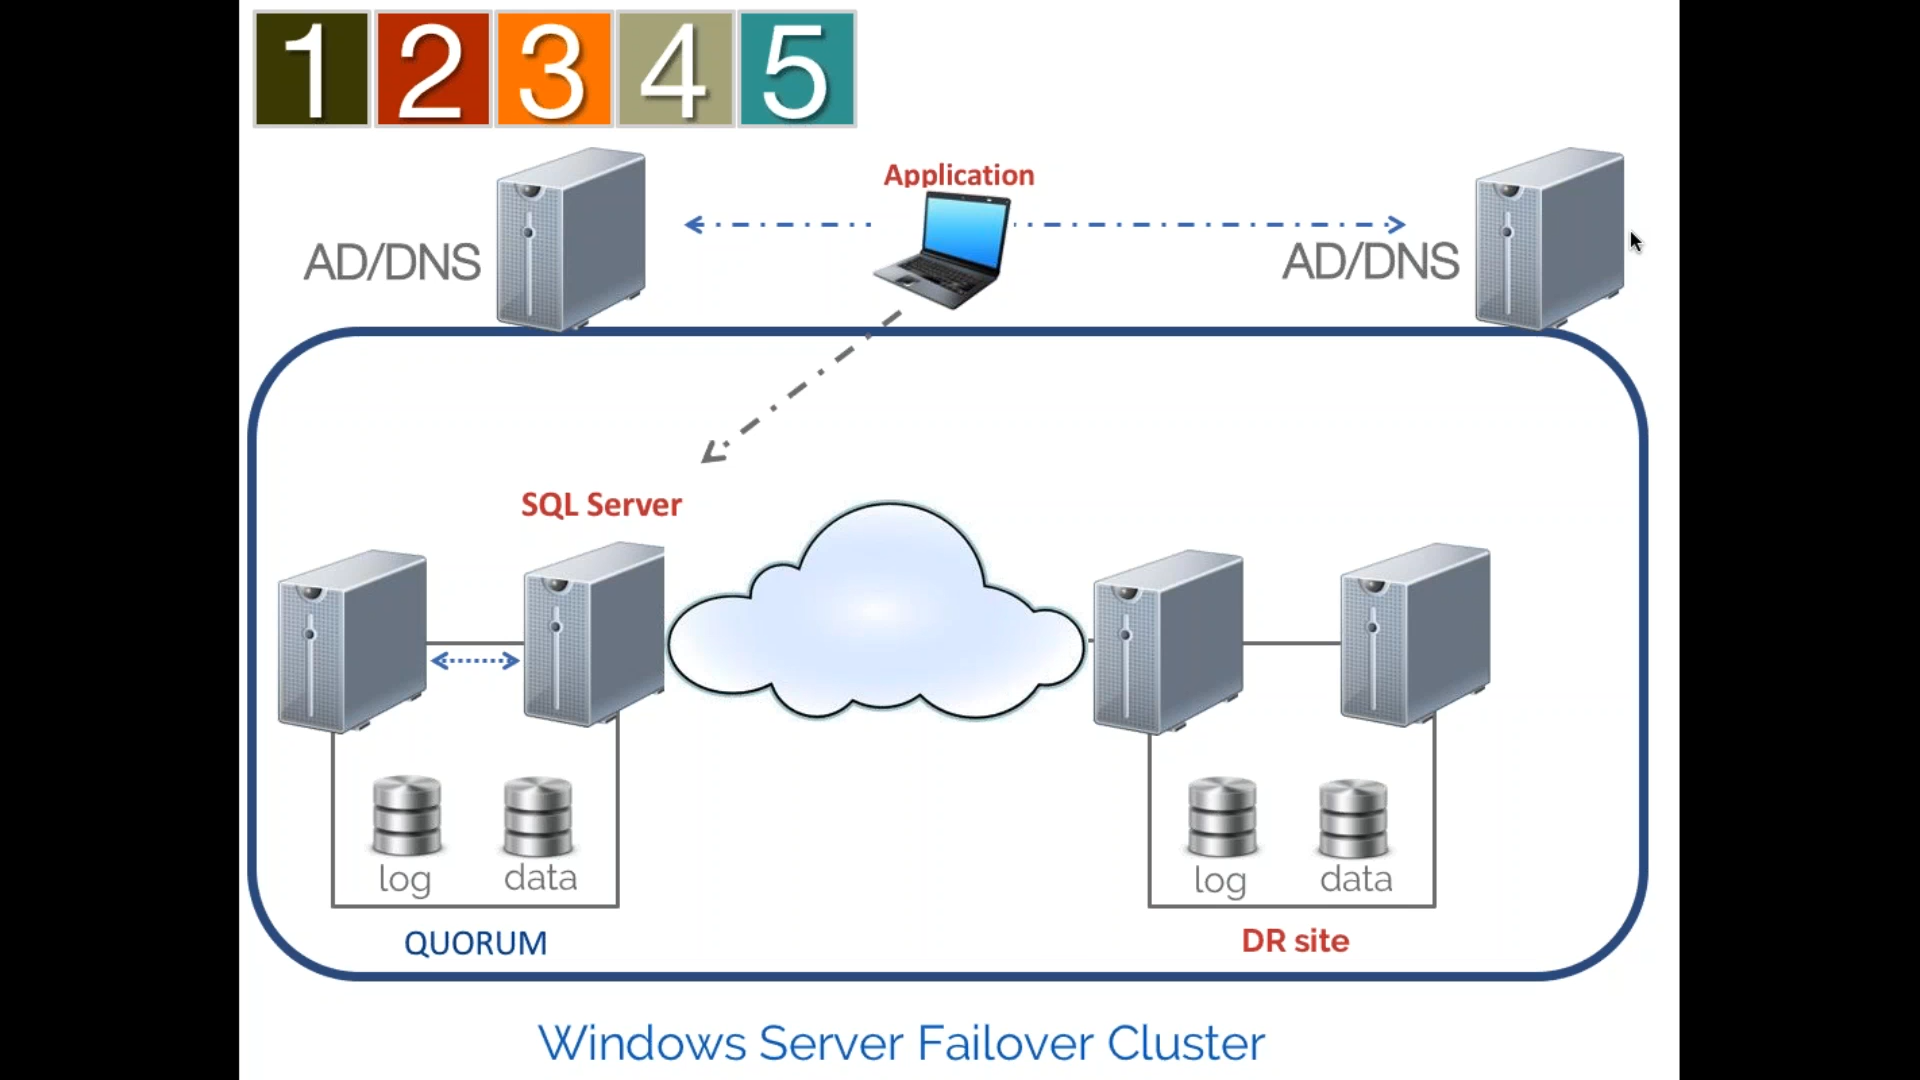 1 2 3 4 5
Application
AD/DNS
AD/DNS
SQL Server
log data
log data
QUORUM
DR site
Windows Server Failover Cluster